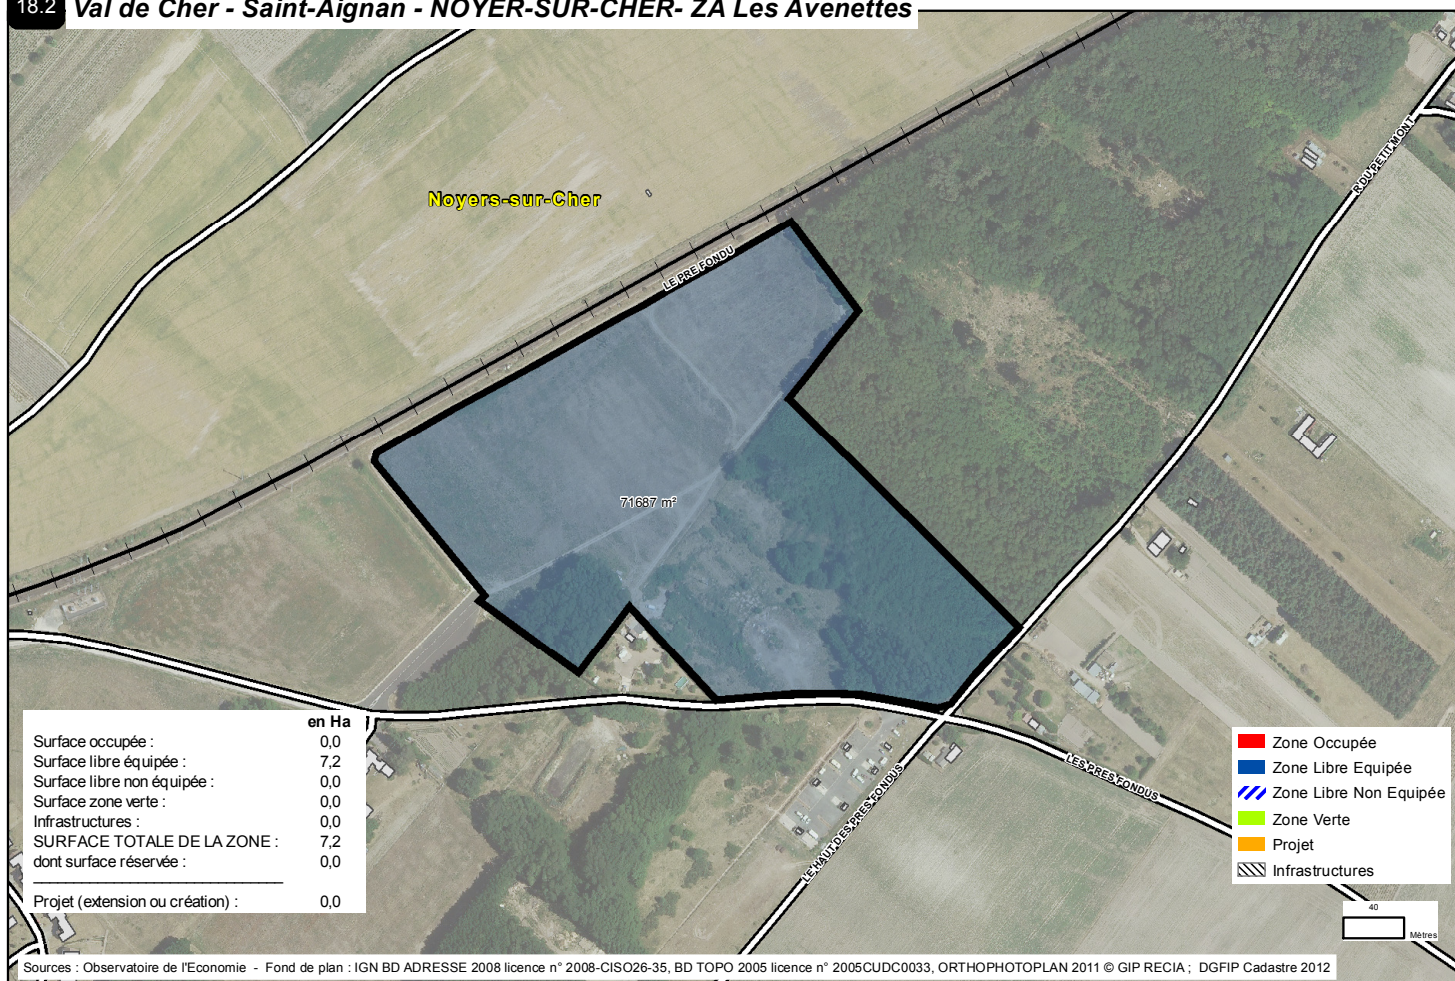 18.2 Val de Cher - Saint-Aignan - NOYER-SUR-CHER- ZA Les Avenettes
R DU PETIT MONT
Noyers-sur-Cher
LE PRE FONDU
71687 m²
LES PRES FONDUS
LE HAUT DES PRES FONDUS
en Ha
Surface occupée : 0,0
Surface libre équipée : 7,2
Surface libre non équipée : 0,0
Surface zone verte : 0,0
Infrastructures : 0,0
SURFACE TOTALE DE LA ZONE : 7,2
dont surface réservée : 0,0
Projet (extension ou création) : 0,0
Zone Occupée
Zone Libre Equipée
Zone Libre Non Equipée
Zone Verte
Projet
Infrastructures
40
Mètres
Sources : Observatoire de l'Economie - Fond de plan : IGN BD ADRESSE 2008 licence n° 2008-CISO26-35, BD TOPO 2005 licence n° 2005CUDC0033, ORTHOPHOTOPLAN 2011 © GIP RECIA ; DGFIP Cadastre 2012